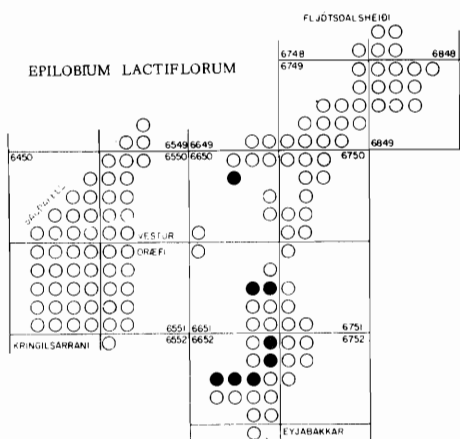 FLJÓTSDALSHEIÐI
6748 6848
EPILOBIUM LACTIFLORUM
6749
6549 6649 6849
6450 6550 6650 6750
VESTUR
ÖRÆFI
6551 6651 6751
KRINGILSÁRRANI 6552 6652 6752
EYJABAKKAR